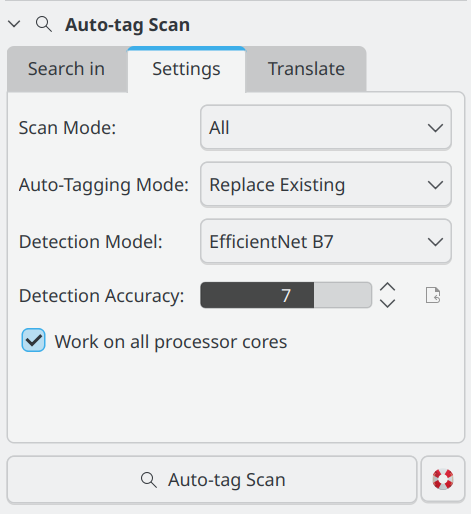 Auto-tag Scan
Search in Settings Translate
Scan Mode: All
Auto-Tagging Mode: Replace Existing
Detection Model: EfficientNet B7
Detection Accuracy: 7
Work on all processor cores
Auto-tag Scan